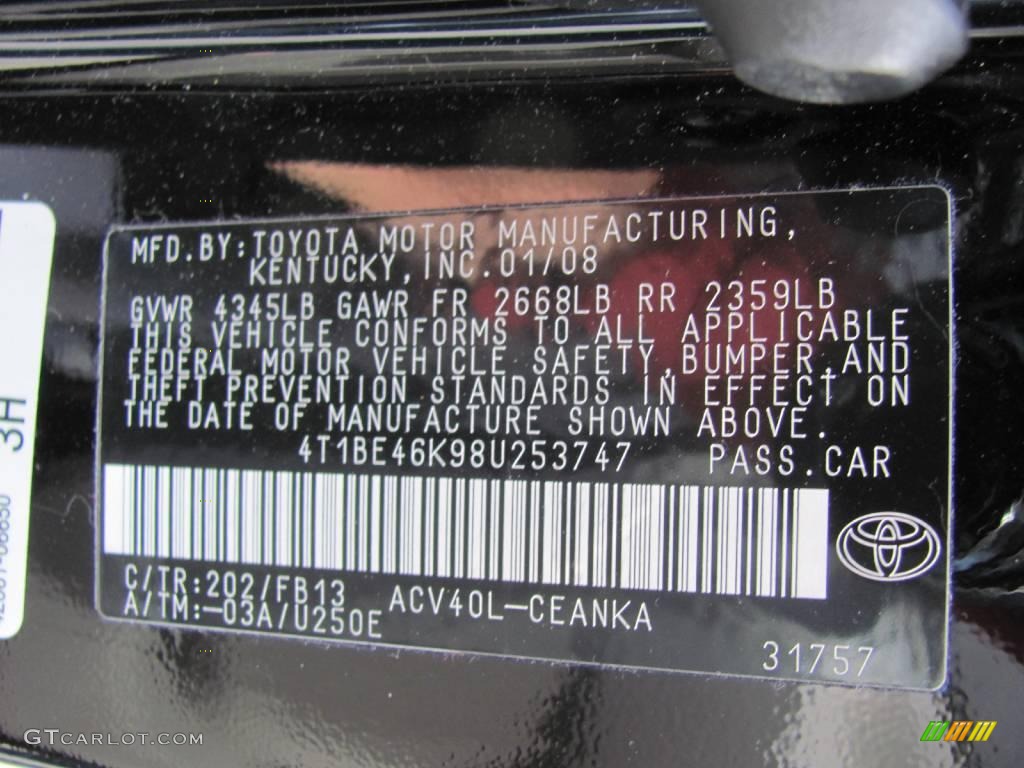 MFD.BY:TOYOTA MOTOR MANUFACTURING,
KENTUCKY,INC.01/08
GVWR 4345LB GAWR FR 2668LB RR 2359LB
THIS VEHICLE CONFORMS TO ALL APPLICABLE
FEDERAL MOTOR VEHICLE SAFETY,BUMPER,AND
THEFT PREVENTION STANDARDS IN EFFECT ON
THE DATE OF MANUFACTURE SHOWN ABOVE.
4T1BE46K98U253747 PASS.CAR
C/TR:202/FB13 ACV40L-CEANKA
A/TM:-03A/U250E
31757
3H
GTCARLOT.COM